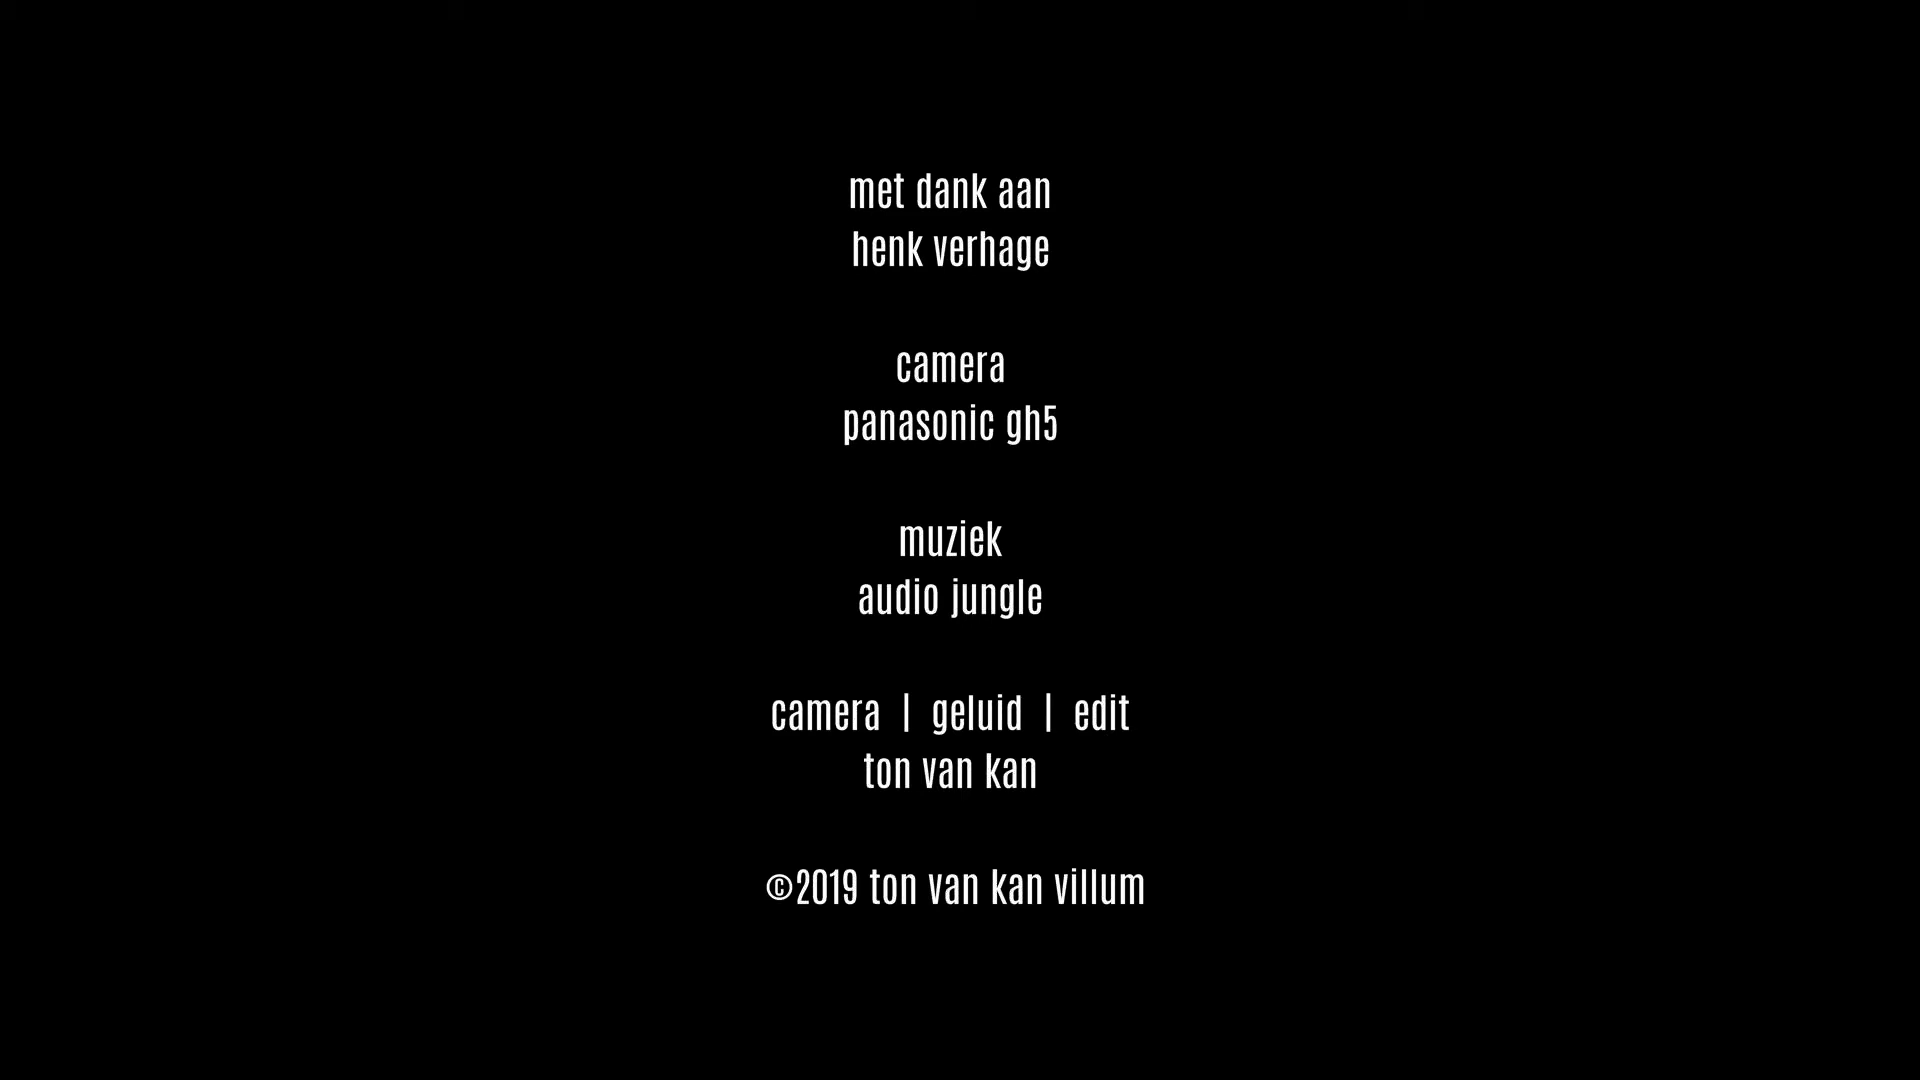 met dank aan
henk verhage
camera
panasonic gh5
muziek
audio jungle
camera | geluid | edit
ton van kan
©2019 ton van kan villum